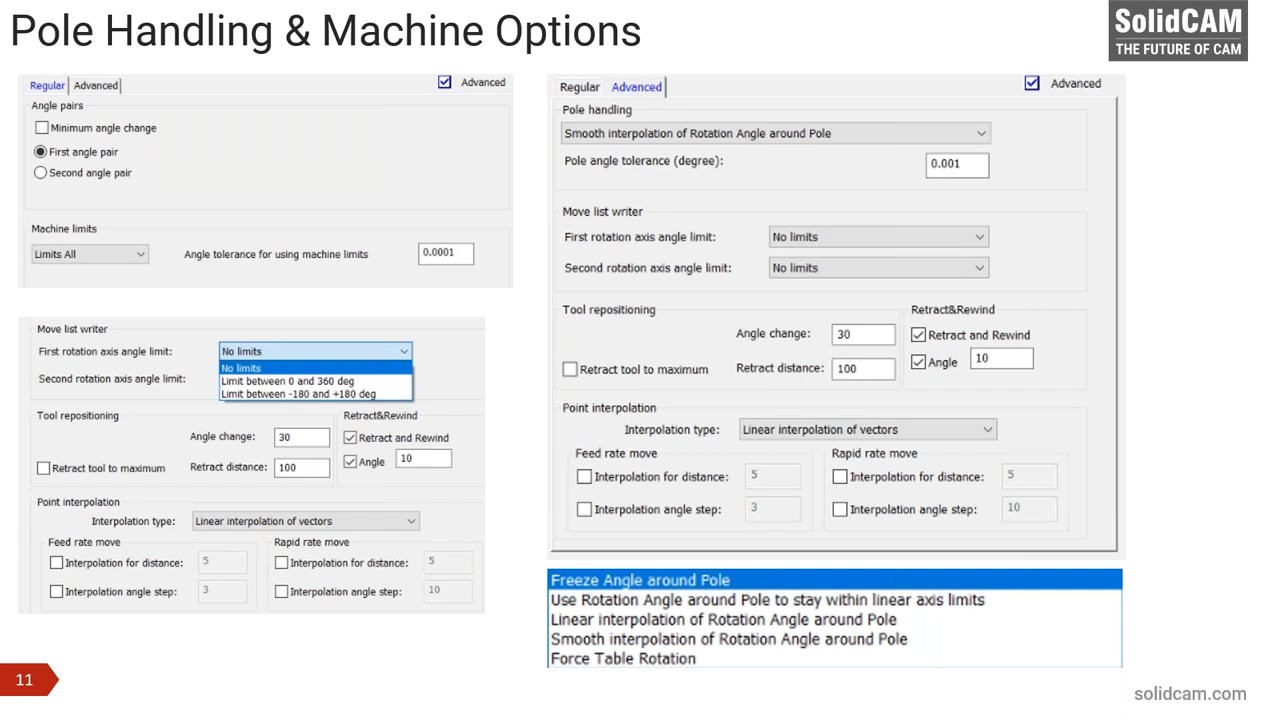 Pole Handling & Machine Options
SolidCAM
THE FUTURE OF CAM
Regular Advanced Advanced
Angle pairs
Minimum angle change
First angle pair
Second angle pair
Machine limits
Limits All Angle tolerance for using machine limits 0.0001
Move list writer
First rotation axis angle limit: No limits
No limits
Second rotation axis angle limit: Limit between 0 and 360 deg
Limit between -180 and +180 deg
Tool repositioning Retract&Rewind
Angle change: 30 Retract and Rewind
Retract tool to maximum Retract distance: 100 Angle 10
Point interpolation
Interpolation type: Linear interpolation of vectors
Feed rate move Rapid rate move
Interpolation for distance: 5 Interpolation for distance: 5
Interpolation angle step: 3 Interpolation angle step: 10
Regular Advanced Advanced
Pole handling
Smooth interpolation of Rotation Angle around Pole
Pole angle tolerance (degree): 0.001
Move list writer
First rotation axis angle limit: No limits
Second rotation axis angle limit: No limits
Tool repositioning Retract&Rewind
Angle change: 30 Retract and Rewind
Retract tool to maximum Retract distance: 100 Angle 10
Point interpolation
Interpolation type: Linear interpolation of vectors
Feed rate move Rapid rate move
Interpolation for distance: 5 Interpolation for distance: 5
Interpolation angle step: 3 Interpolation angle step: 10
Freeze Angle around Pole
Use Rotation Angle around Pole to stay within linear axis limits
Linear interpolation of Rotation Angle around Pole
Smooth interpolation of Rotation Angle around Pole
Force Table Rotation
11
solidcam.com